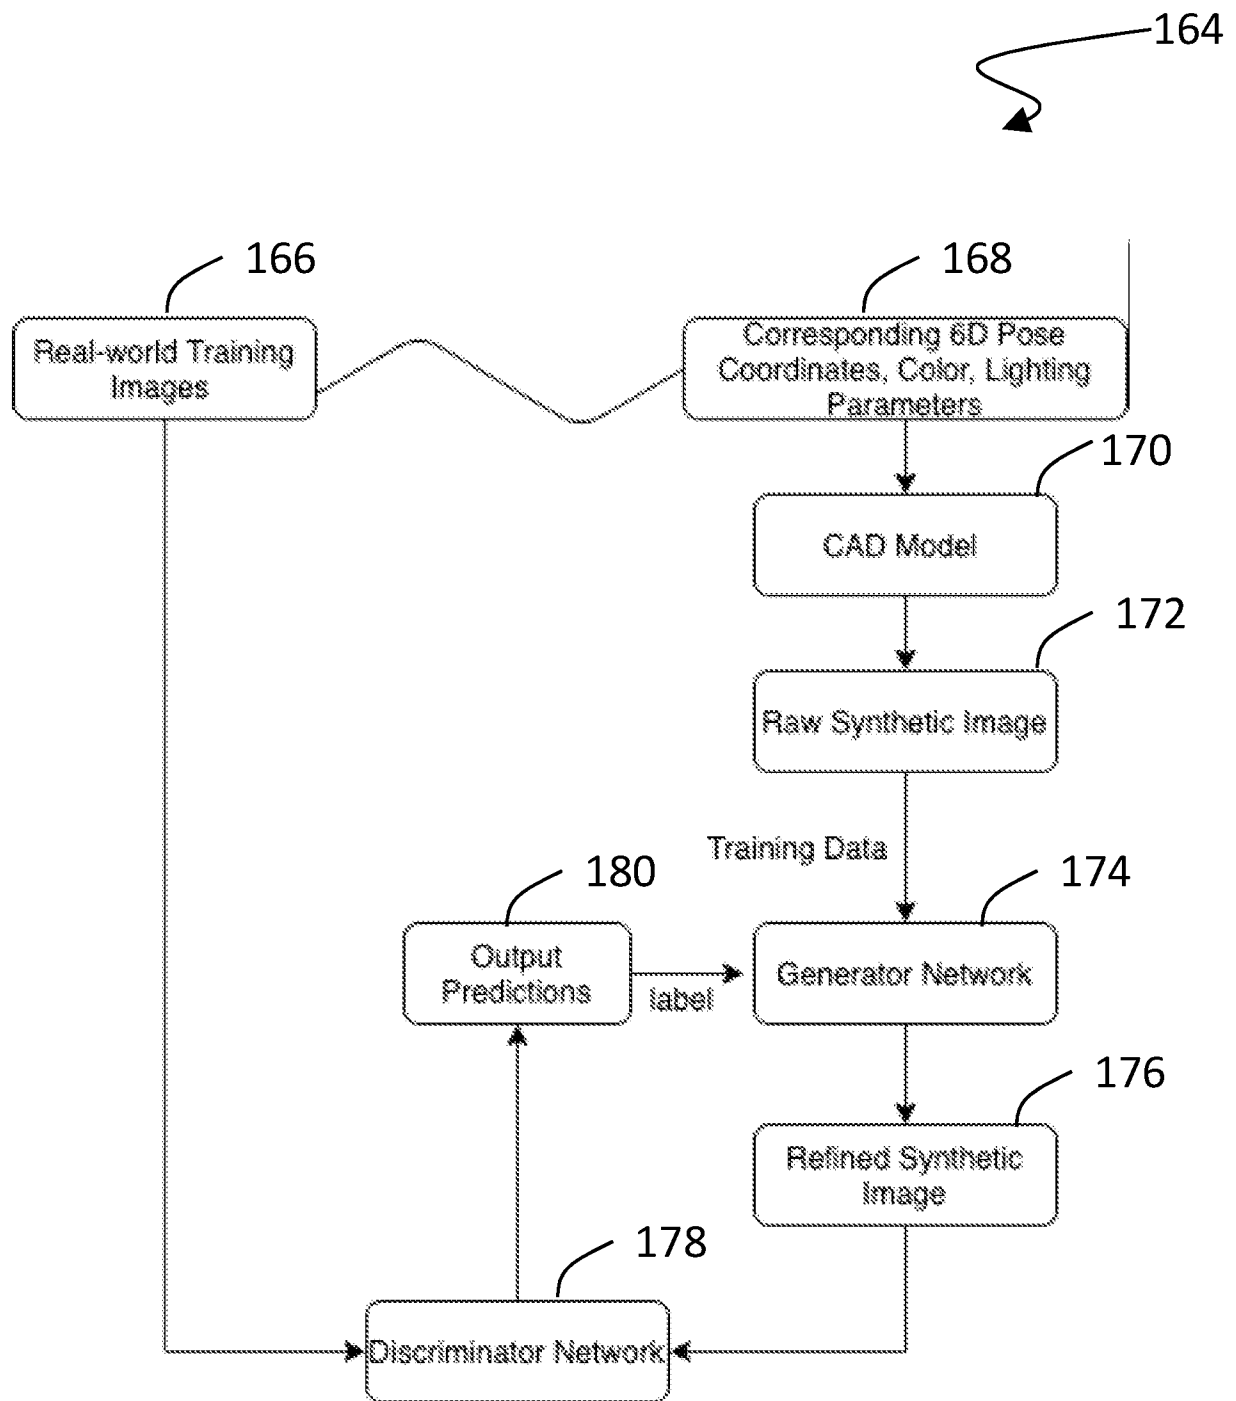 164
166
168
Real-world Training
Images
Corresponding 6D Pose
Coordinates, Color, Lighting
Parameters
170
CAD Model
172
Raw Synthetic Image
Training Data
180
174
Output
Predictions
label
Generator Network
176
Refined Synthetic
Image
178
Discriminator Network